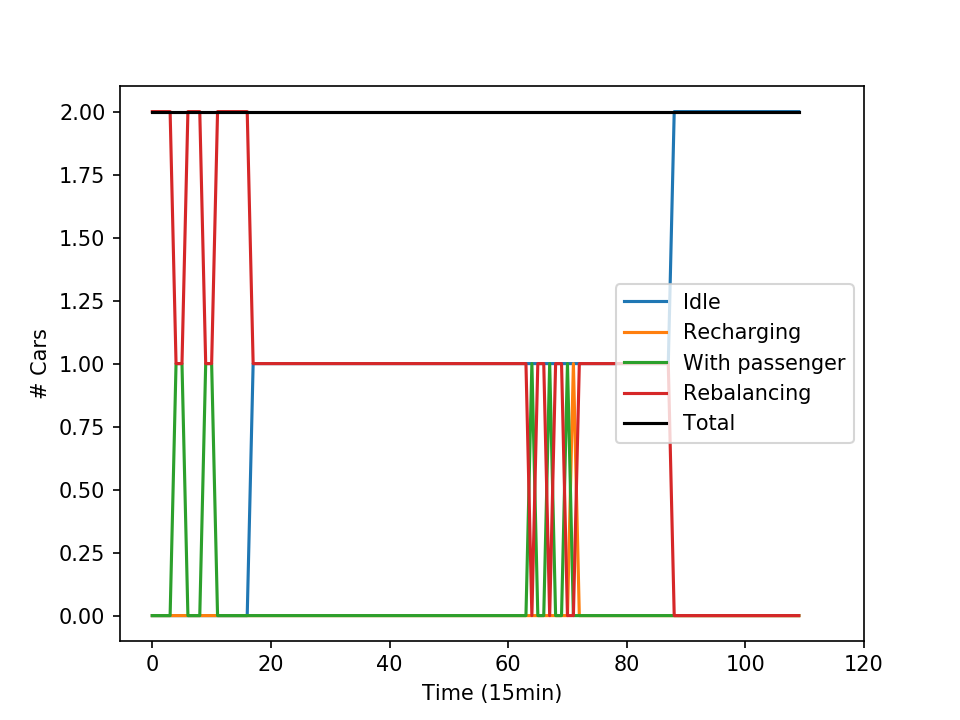 2.00
1.75
1.50
1.25
1.00
0.75
0.50
0.25
0.00
# Cars
Idle
Recharging
With passenger
Rebalancing
Total
0 20 40 60 80 100 120
Time (15min)